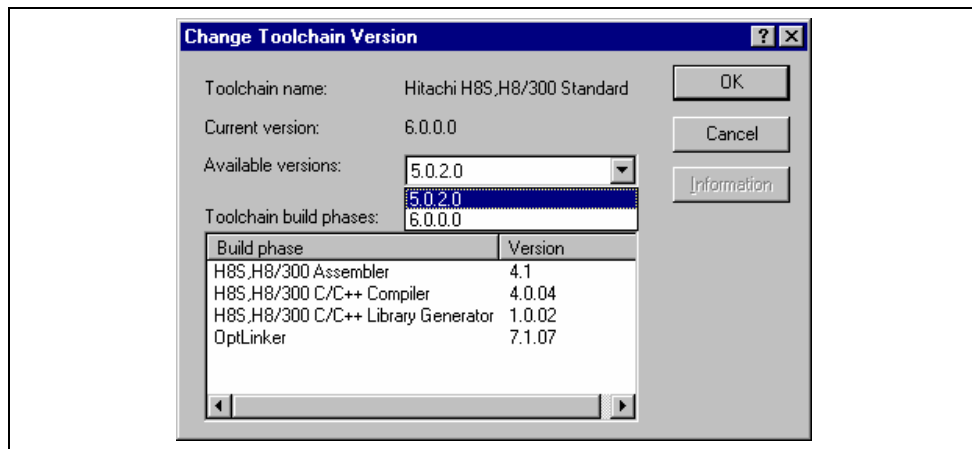 Change Toolchain Version
Toolchain name: Hitachi H8S,H8/300 Standard
OK
Current version: 6.0.0.0
Cancel
Available versions: 5.0.2.0
Information
5.0.2.0
6.0.0.0
Toolchain build phases:
Build phase Version
H8S,H8/300 Assembler 4.1
H8S,H8/300 C/C++ Compiler 4.0.04
H8S,H8/300 C/C++ Library Generator 1.0.02
OptLinker 7.1.07